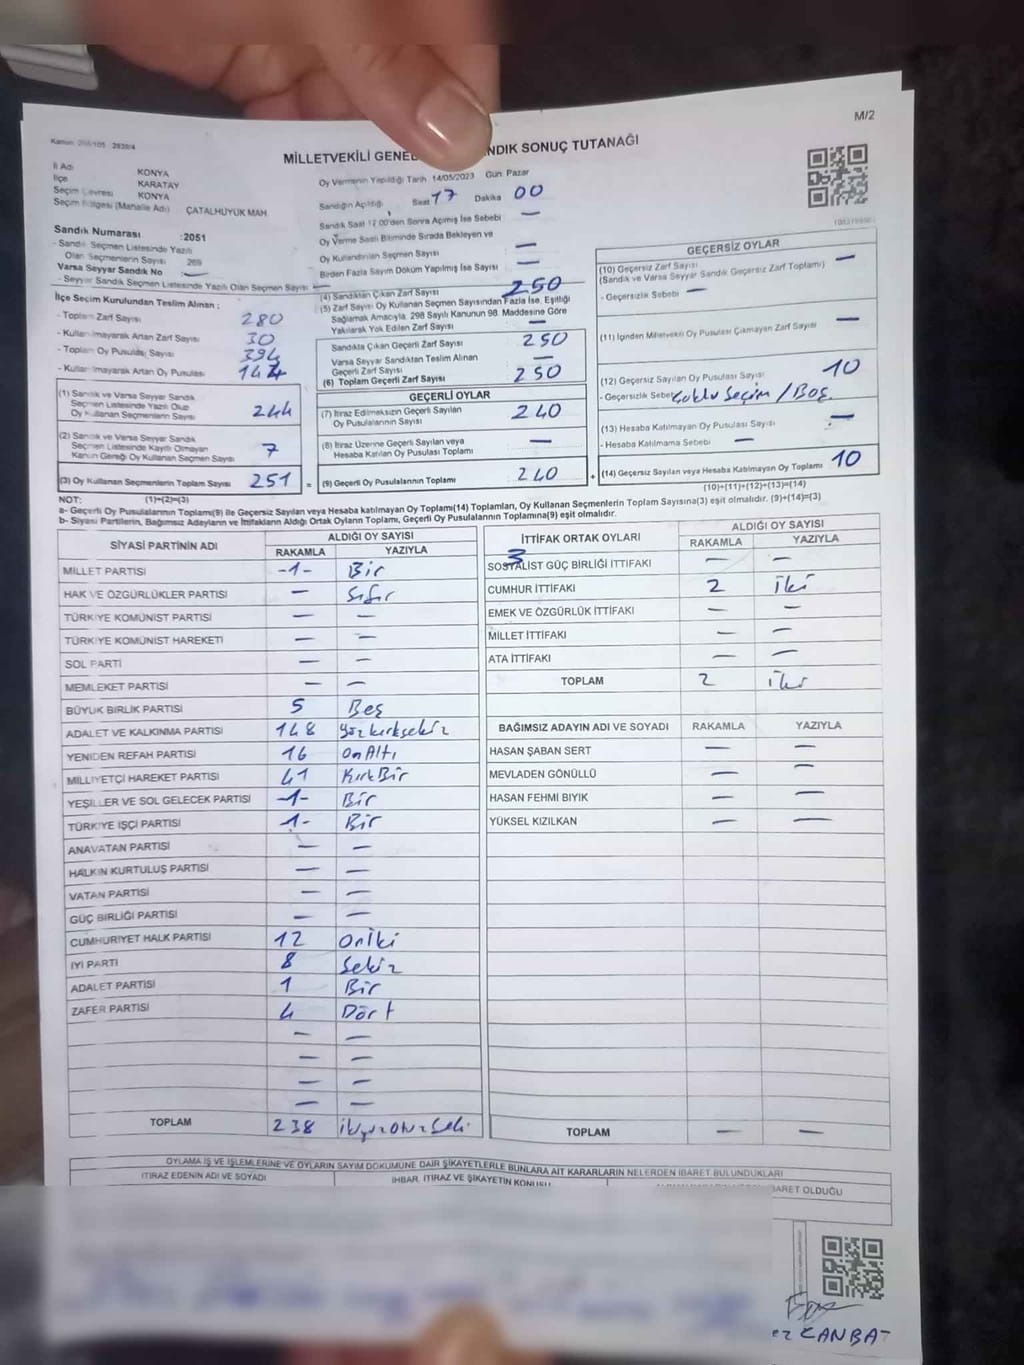 M/2
MİLLETVEKİLİ GENEL NDIK SONUÇ TUTANAĞI
İl Adı KONYA
İlçe KARATAY
Seçim Çevresi KONYA
Seçim Bölgesi (Mahalle Adı) ÇATALHÜYÜK MAH
Oy Vermenin Yapıldığı Tarih 14/05/2023 Gün Pazar
Sandığın Açıldığı Saat 17 Dakika 00
Sandık Saat 17:00'den Sonra Açılmış İse Sebebi —
Oy Verme Saati Bitiminde Sırada Bekleyen ve
Oy Kullandırılan Seçmen Sayısı —
Birden Fazla Sayım Döküm Yapılmış İse Sayısı —
Sandık Numarası :2051
- Sandık Seçmen Listesinde Yazılı
Olan Seçmenlerin Sayısı 269
Varsa Seyyar Sandık No —
- Seyyar Sandık Seçmen Listesinde Yazılı Olan Seçmen Sayısı —
İlçe Seçim Kurulundan Teslim Alınan ;
- Toplam Zarf Sayısı 280
- Kullanılmayarak Artan Zarf Sayısı 30
- Toplam Oy Pusulası Sayısı 394
- Kullanılmayarak Artan Oy Pusulası 144
(1) Sandık ve Varsa Seyyar Sandık
Seçmen Listesinde Yazılı Olup
Oy Kullanan Seçmenlerin Sayısı 244
(2) Sandık ve Varsa Seyyar Sandık
Seçmen Listesinde Kayıtlı Olmayan
Kanun Gereği Oy Kullanan Seçmen Sayısı 7
(3) Oy Kullanan Seçmenlerin Toplam Sayısı 251 =
(1)+(2)=(3)
(4) Sandıktan Çıkan Zarf Sayısı 250
(5) Zarf Sayısı Oy Kullanan Seçmen Sayısından Fazla İse, Eşitliği
Sağlamak Amacıyla, 298 Sayılı Kanunun 98. Maddesine Göre
Yakılarak Yok Edilen Zarf Sayısı —
Sandıkta Çıkan Geçerli Zarf Sayısı 250
Varsa Seyyar Sandıktan Teslim Alınan
Geçerli Zarf Sayısı —
(6) Toplam Geçerli Zarf Sayısı 250
GEÇERLİ OYLAR
(7) İtiraz Edilmeksizin Geçerli Sayılan
Oy Pusulalarının Sayısı 240
(8) İtiraz Üzerine Geçerli Sayılan veya
Hesaba Katılan Oy Pusulası Toplamı —
(9) Geçerli Oy Pusulalarının Toplamı 240 +
GEÇERSİZ OYLAR
(10) Geçersiz Zarf Sayısı
(Sandık ve Varsa Seyyar Sandık Geçersiz Zarf Toplamı) —
- Geçersizlik Sebebi —
(11) İçinden Milletvekili Oy Pusulası Çıkmayan Zarf Sayısı —
(12) Geçersiz Sayılan Oy Pusulası Sayısı 10
- Geçersizlik Sebebi Çoklu Seçim / Boş
(13) Hesaba Katılmayan Oy Pusulası Sayısı —
- Hesaba Katılmama Sebebi —
(14) Geçersiz Sayılan veya Hesaba Katılmayan Oy Toplamı 10
(10)+(11)+(12)+(13)=(14)
NOT:
a- Geçerli Oy Pusulalarının Toplamı(9) ile Geçersiz Sayılan veya Hesaba katılmayan Oy Toplamı(14) Toplamları, Oy Kullanan Seçmenlerin Toplam Sayısına(3) eşit olmalıdır. (9)+(14)=(3)
b- Siyasi Partilerin, Bağımsız Adayların ve İttifakların Aldığı Ortak Oyların Toplamı, Geçerli Oy Pusulalarının Toplamına(9) eşit olmalıdır.
SİYASİ PARTİNİN ADI ALDIĞI OY SAYISI
RAKAMLA YAZIYLA
MİLLET PARTİSİ -1- Bir
HAK VE ÖZGÜRLÜKLER PARTİSİ — Sıfır
TÜRKİYE KOMÜNİST PARTİSİ — —
TÜRKİYE KOMÜNİST HAREKETİ — —
SOL PARTİ — —
MEMLEKET PARTİSİ — —
BÜYÜK BİRLİK PARTİSİ 5 Beş
ADALET VE KALKINMA PARTİSİ 148 yüzkırksekiz
YENİDEN REFAH PARTİSİ 16 OnAltı
MİLLİYETÇİ HAREKET PARTİSİ 41 KırkBir
YEŞİLLER VE SOL GELECEK PARTİSİ -1- Bir
TÜRKİYE İŞÇİ PARTİSİ -1- Bir
ANAVATAN PARTİSİ — —
HALKIN KURTULUŞ PARTİSİ — —
VATAN PARTİSİ — —
GÜÇ BİRLİĞİ PARTİSİ — —
CUMHURİYET HALK PARTİSİ 12 Oniki
İYİ PARTİ 8 Sekiz
ADALET PARTİSİ 1 Bir
ZAFER PARTİSİ 4 Dört
— —
— —
— —
— —
TOPLAM 238
İTTİFAK ORTAK OYLARI ALDIĞI OY SAYISI
RAKAMLA YAZIYLA
3
SOSYALİST GÜÇ BİRLİĞİ İTTİFAKI — —
CUMHUR İTTİFAKI 2 iki
EMEK VE ÖZGÜRLÜK İTTİFAKI — —
MİLLET İTTİFAKI — —
ATA İTTİFAKI — —
TOPLAM 2 iki
BAĞIMSIZ ADAYIN ADI VE SOYADI RAKAMLA YAZIYLA
HASAN ŞABAN SERT — —
MEVLADEN GÖNÜLLÜ — —
HASAN FEHMI BIYIK — —
YÜKSEL KIZILKAN — —
TOPLAM — —
OYLAMA İŞ VE İŞLEMLERİNE VE OYLARIN SAYIM DÖKÜMÜNE DAİR ŞİKAYETLERLE BUNLARA AİT KARARLARIN NELERDEN İBARET BULUNDUKLARI
İTİRAZ EDENİN ADI VE SOYADI İHBAR, İTİRAZ VE ŞİKAYETİN KONUSU BARET OLDUĞU
KANBAT